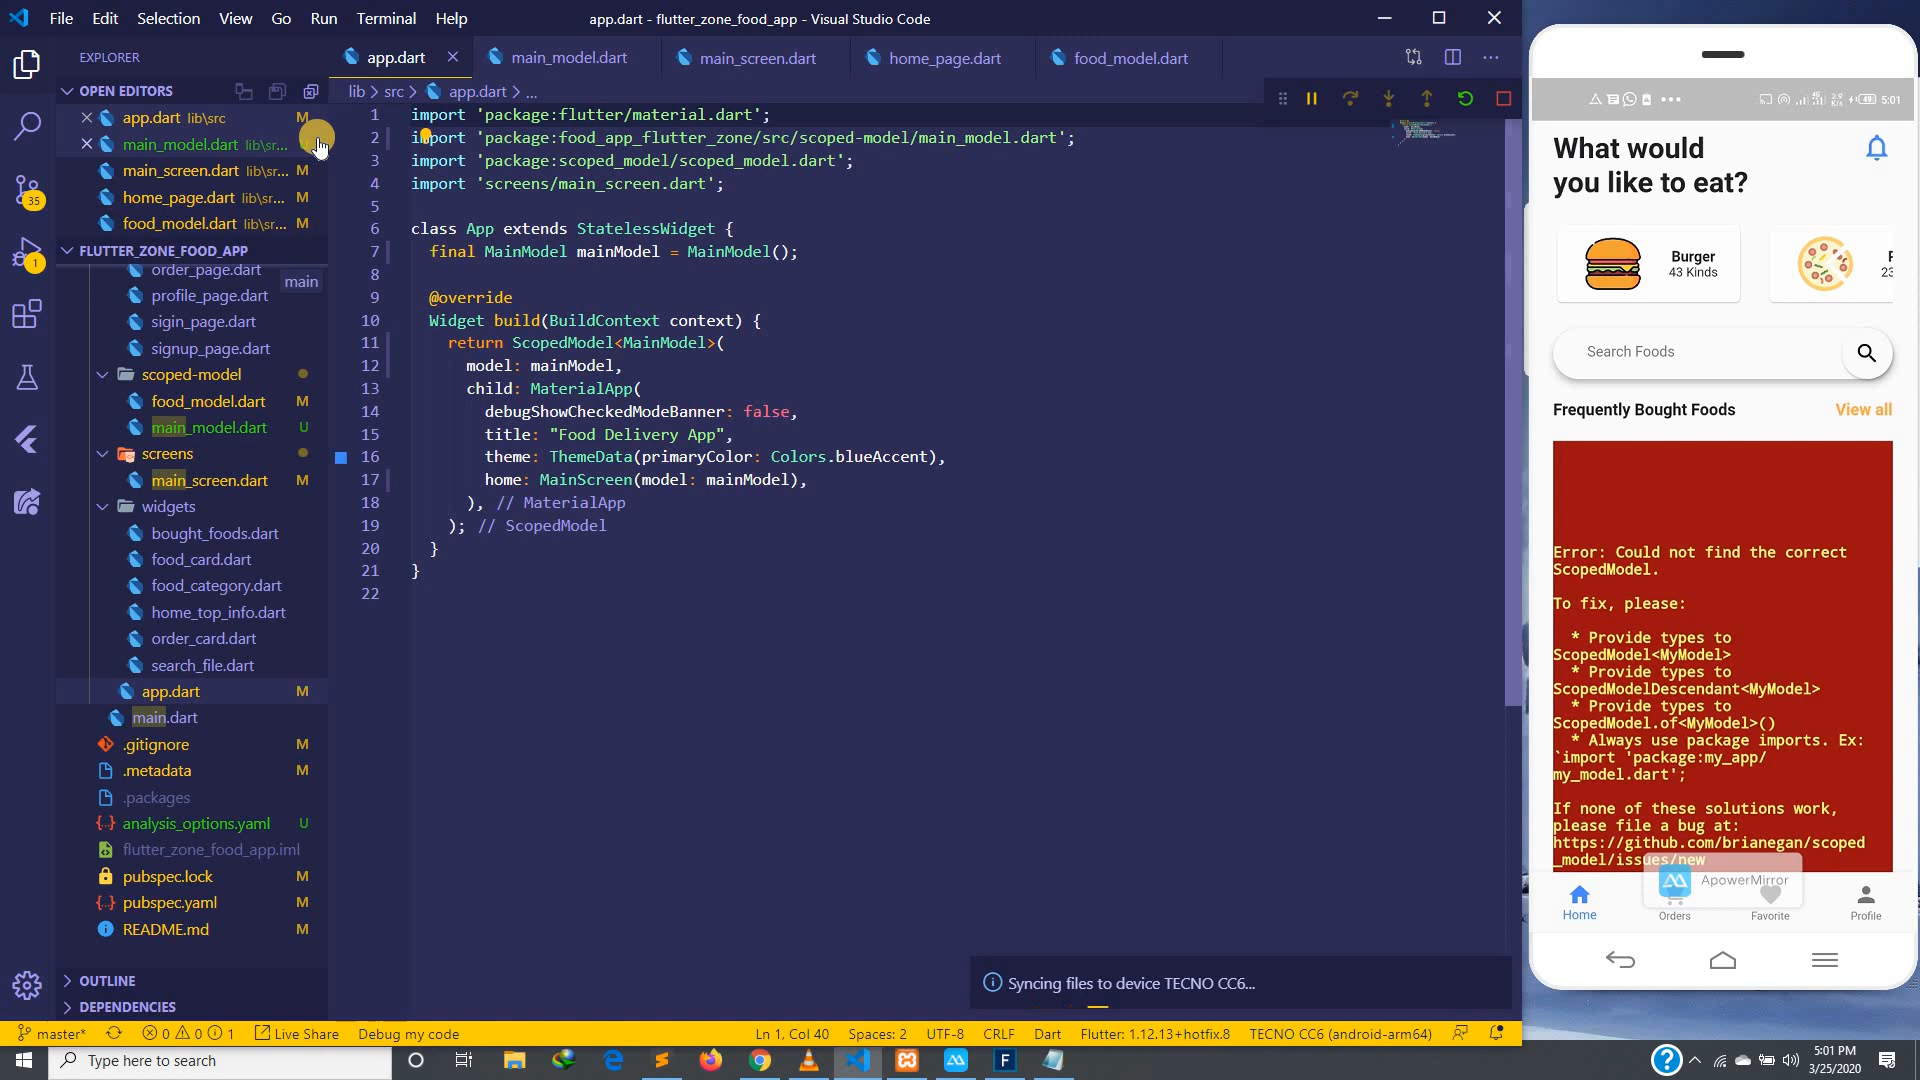 File Edit Selection View Go Run Terminal Help
app.dart - flutter_zone_food_app - Visual Studio Code
EXPLORER
app.dart
main_model.dart
main_screen.dart
home_page.dart
food_model.dart
OPEN EDITORS
app.dart lib\src M
main_model.dart lib\sr...
main_screen.dart lib\sr... M
home_page.dart lib\sr... M
food_model.dart lib\sr... M
FLUTTER_ZONE_FOOD_APP
order_page.dart
main
profile_page.dart
sigin_page.dart
signup_page.dart
scoped-model
food_model.dart M
main_model.dart U
screens
main_screen.dart M
widgets
bought_foods.dart
food_card.dart
food_category.dart
home_top_info.dart
order_card.dart
search_file.dart
app.dart M
main.dart
.gitignore M
.metadata M
.packages
analysis_options.yaml U
flutter_zone_food_app.iml
pubspec.lock M
pubspec.yaml M
README.md M
OUTLINE
DEPENDENCIES
35
1
lib > src > app.dart > ...
1 import 'package:flutter/material.dart';
2 import 'package:food_app_flutter_zone/src/scoped-model/main_model.dart';
3 import 'package:scoped_model/scoped_model.dart';
4 import 'screens/main_screen.dart';
5
6 class App extends StatelessWidget {
7 final MainModel mainModel = MainModel();
8
9 @override
10 Widget build(BuildContext context) {
11 return ScopedModel<MainModel>(
12 model: mainModel,
13 child: MaterialApp(
14 debugShowCheckedModeBanner: false,
15 title: "Food Delivery App",
16 theme: ThemeData(primaryColor: Colors.blueAccent),
17 home: MainScreen(model: mainModel),
18 ), // MaterialApp
19 ); // ScopedModel
20 }
21 }
22
Syncing files to device TECNO CC6...
master* 0 0 1 Live Share Debug my code
Ln 1, Col 40 Spaces: 2 UTF-8 CRLF Dart Flutter: 1.12.13+hotfix.8 TECNO CC6 (android-arm64)
Type here to search
5:01 PM
3/25/2020
49 5:01
What would
you like to eat?
Burger
43 Kinds
23
Search Foods
Frequently Bought Foods View all
Error: Could not find the correct
ScopedModel.
To fix, please:
* Provide types to
ScopedModel<MyModel>
* Provide types to
ScopedModelDescendant<MyModel>
* Provide types to
ScopedModel.of<MyModel>()
* Always use package imports. Ex:
`import 'package:my_app/
my_model.dart';
If none of these solutions work,
please file a bug at:
https://github.com/brianegan/scoped
_model/issues/new
ApowerMirror
Home Orders Favorite Profile